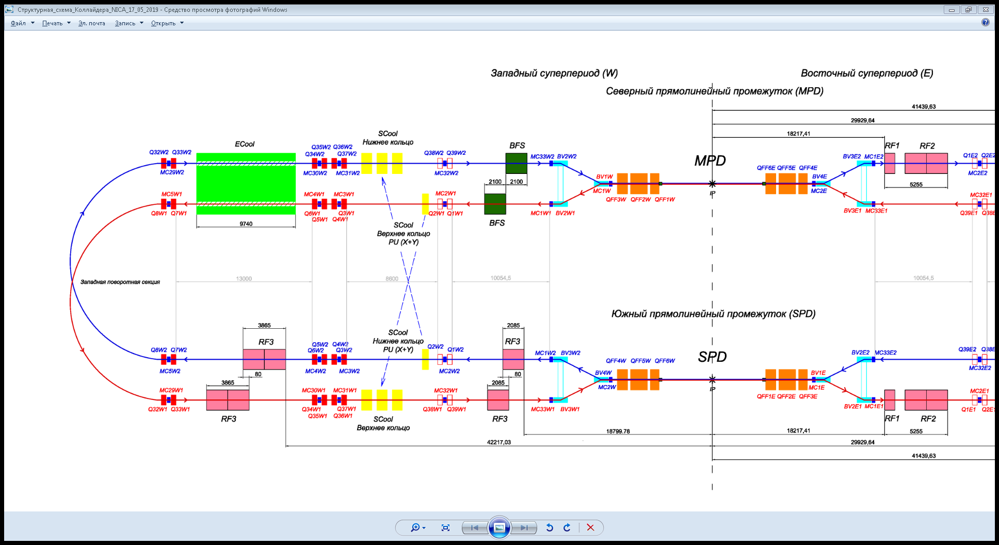 Структурная_схема_Коллайдера_NICA_17_05_2019 - Средство просмотра фотографий Windows
Файл Печать Эл. почта Запись Открыть
Западный суперпериод (W) Восточный суперпериод (E)
Северный прямолинейный промежуток (MPD)
41439,63
29929,64
18217,41
SCool
Нижнее кольцо
ECool
BFS
RF1 RF2
Q32W2 Q33W2
MC29W2
Q35W2 Q36W2
Q34W2 Q37W2
MC30W2 MC31W2
Q38W2 Q39W2
MC32W2
MC33W2 BV2W2
MPD
BV3E2 MC1E2
Q1E2 Q2E2
MC2E2
QFF6E QFF5E QFF4E
BV4E
MC2E
BV1W
MC1W
QFF3W QFF2W QFF1W
IP
2100 2100
5255
MC5W1
Q8W1 Q7W1
MC4W1 MC3W1
Q6W1 Q3W1
Q5W1 Q4W1
MC2W1
Q2W1 Q1W1
MC1W1 BV2W1
BV3E1 MC33E1
MC32E1
Q39E1 Q38E
9740
BFS
SCool
Верхнее кольцо
PU (X+Y)
Западная поворотная секция
13000
8600
10054,5
10054,5
Южный прямолинейный промежуток (SPD)
3865
RF3
2085
RF3
SCool
Нижнее кольцо
PU (X+Y)
Q8W2 Q7W2
MC5W2
Q5W2 Q4W2
Q6W2 Q3W2
MC4W2 MC3W2
Q2W2 Q1W2
MC2W2
MC1W2 BV3W2
SPD
BV2E2 MC33E2
Q39E2 Q38E
MC32E2
QFF4W QFF5W QFF6W
BV4W
MC2W
BV1E
MC1E
QFF1E QFF2E QFF3E
IP
80
80
3865
2085
MC29W1
Q32W1 Q33W1
RF3
MC30W1 MC31W1
Q34W1 Q37W1
Q35W1 Q36W1
SCool
Верхнее кольцо
MC32W1
Q38W1 Q39W1
RF3
MC33W1 BV3W1
BV2E1 MC1E1
RF1 RF2
MC2E1
Q1E1 Q2E1
18799.78
18217,41
5255
42217,03
29929,64
41439,63